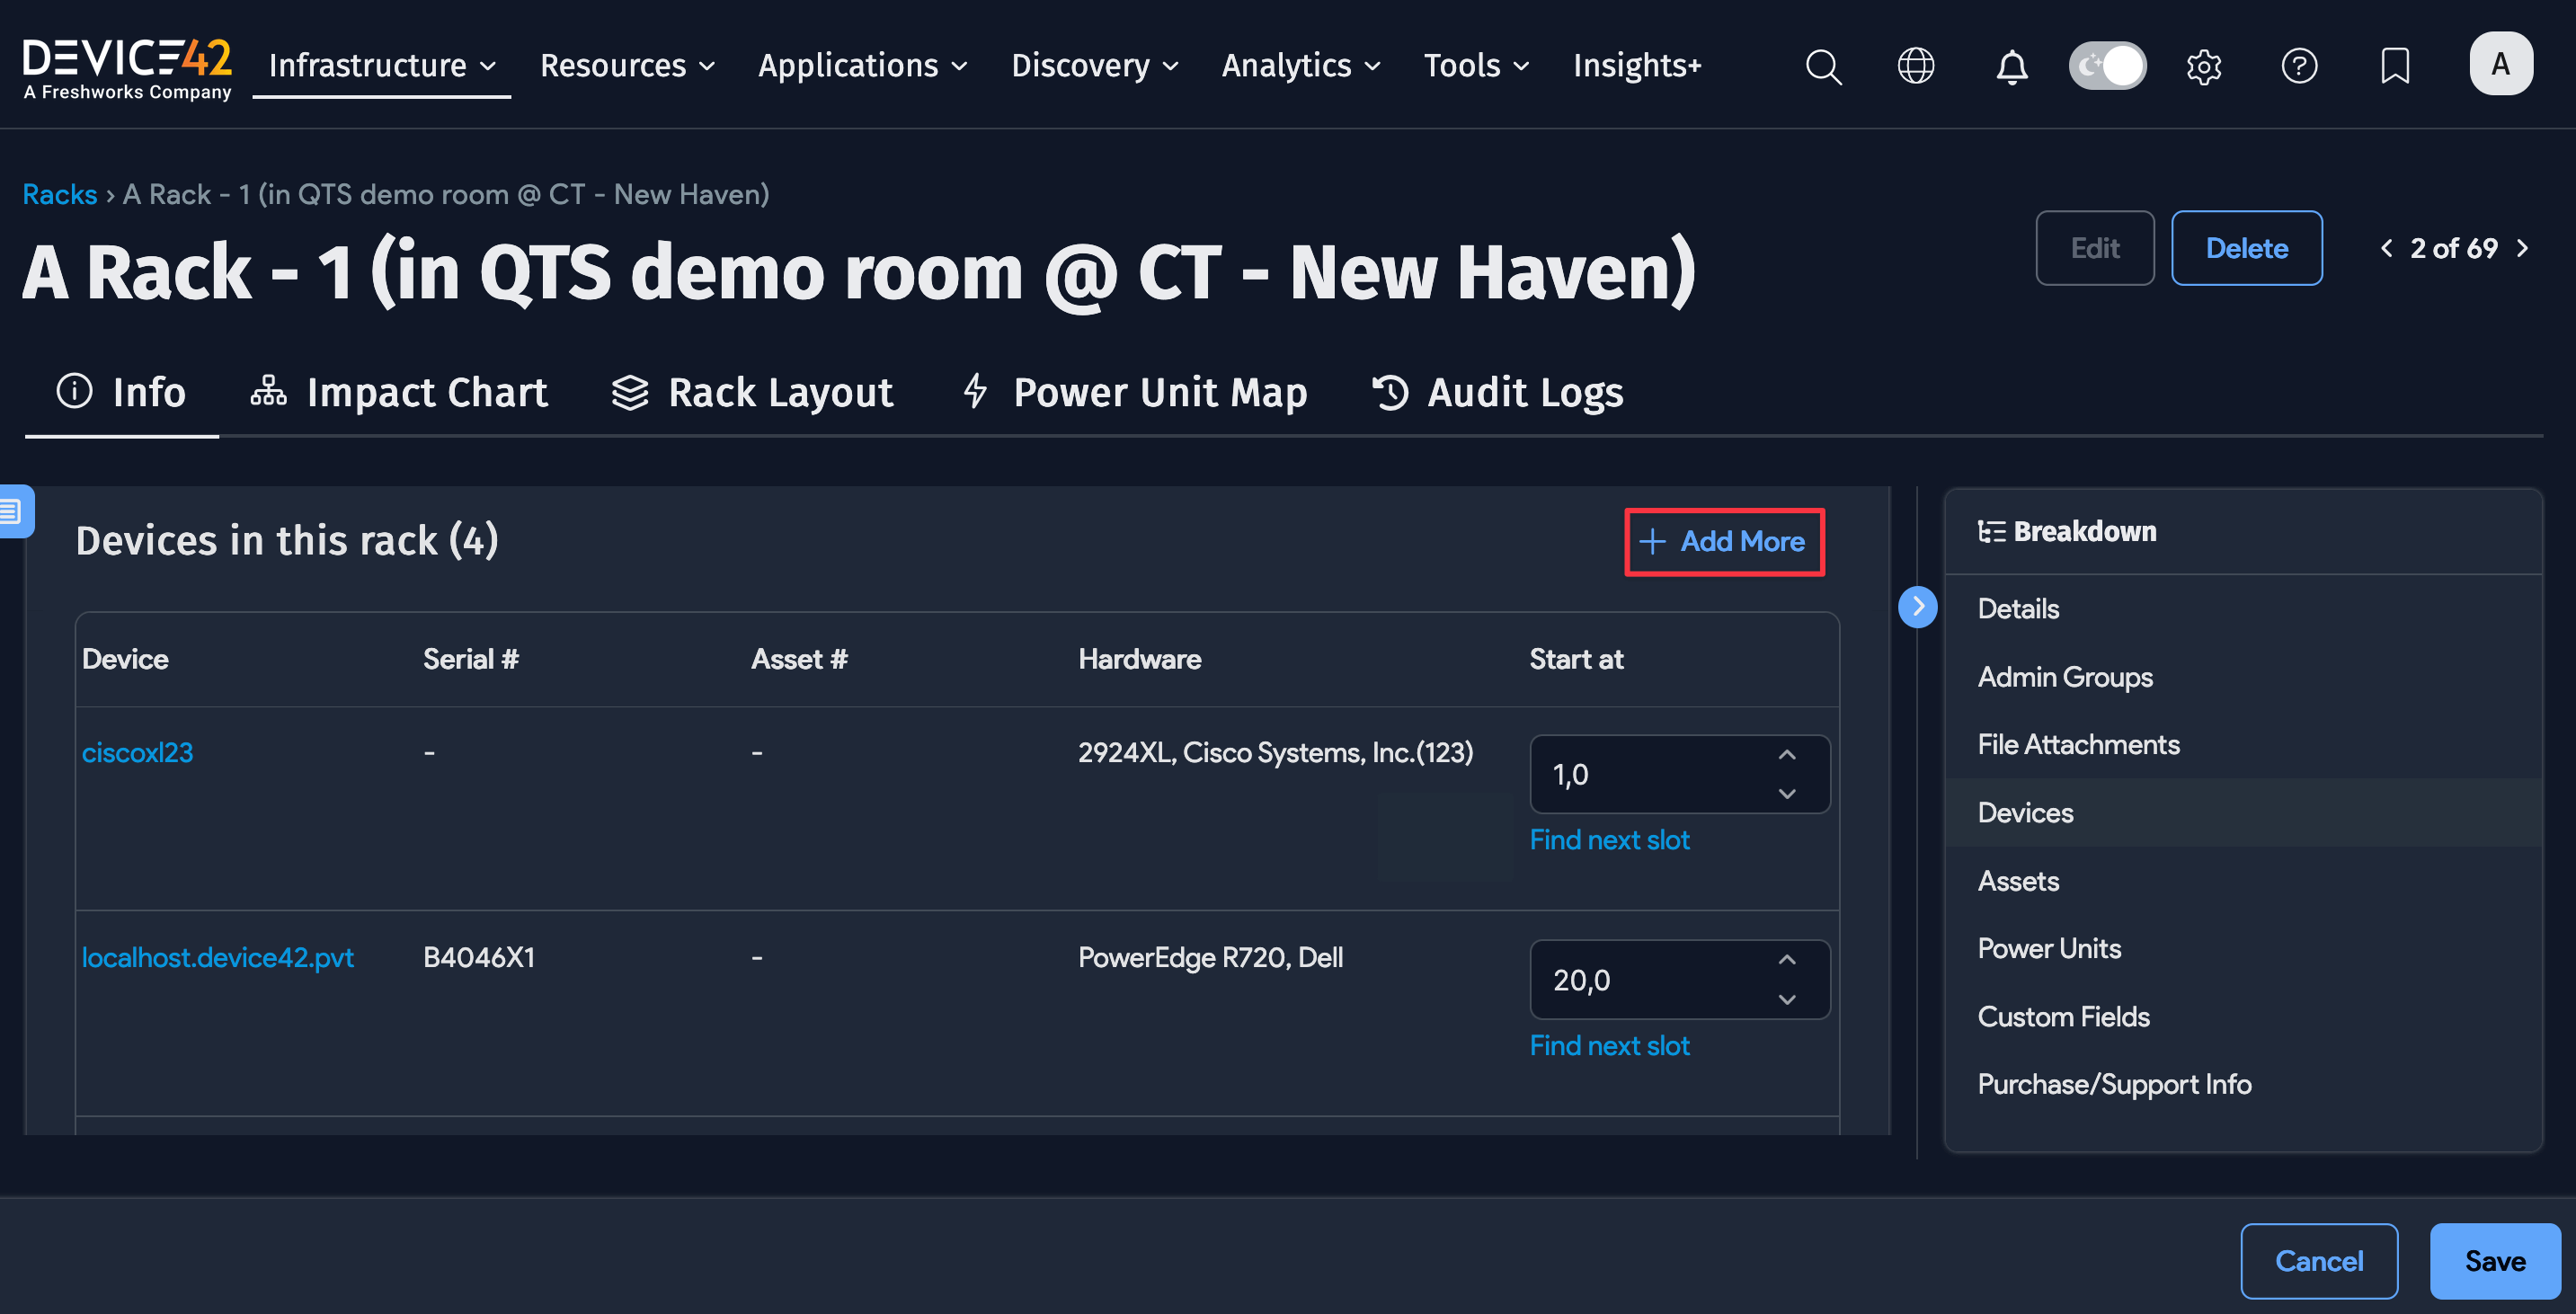 DEVICE42
A Freshworks Company
Infrastructure Resources Applications Discovery Analytics Tools Insights+ A
Racks › A Rack - 1 (in QTS demo room @ CT - New Haven)
A Rack - 1 (in QTS demo room @ CT - New Haven)
Edit Delete 2 of 69
Info Impact Chart Rack Layout Power Unit Map Audit Logs
Devices in this rack (4) + Add More
Device Serial # Asset # Hardware Start at
ciscoxl23 - - 2924XL, Cisco Systems, Inc.(123) 1,0
Find next slot
localhost.device42.pvt B4046X1 - PowerEdge R720, Dell 20,0
Find next slot
Breakdown
Details
Admin Groups
File Attachments
Devices
Assets
Power Units
Custom Fields
Purchase/Support Info
Cancel Save